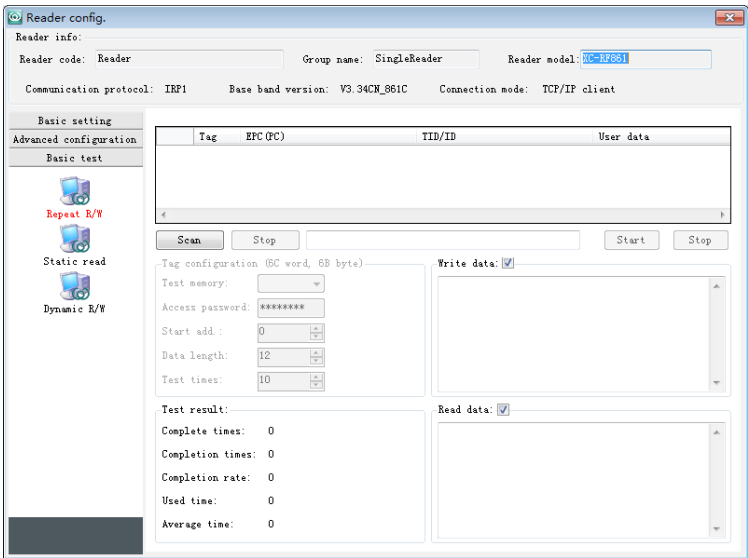 Reader config.
Reader info:
Reader code: Reader Group name: SingleReader Reader model: XC-RF861
Communication protocol: IRP1 Base band version: V3.34CN_861C Connection mode: TCP/IP client
Basic setting
Advanced configuration
Basic test
Repeat R/W
Static read
Dynamic R/W
Tag EPC(PC) TID/ID User data
Scan Stop Start Stop
Tag configuration (6C word, 6B byte)
Test memory:
Access password: ********
Start add.: 0
Data length: 12
Test times: 10
Write data:
Test result:
Complete times: 0
Completion times: 0
Completion rate: 0
Used time: 0
Average time: 0
Read data: